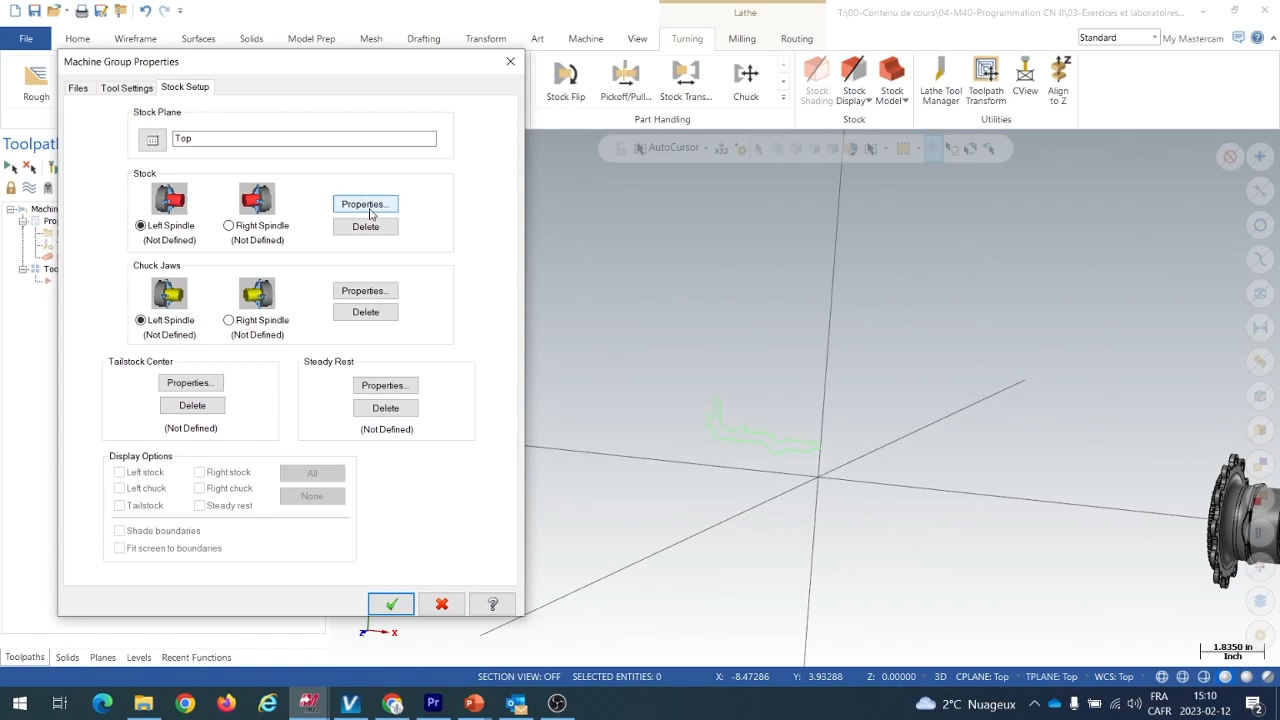 Lathe
T:\00-Contenu de cours\04-M40-Programmation CN II\03-Exercices et laboratoires...
File
Home
Wireframe
Surfaces
Solids
Model Prep
Mesh
Drafting
Transform
Art
Machine
View
Turning
Milling
Routing
Standard
My Mastercam
Rough
Stock Flip
Pickoff/Pull...
Stock Trans...
Chuck
Stock Shading
Stock Display
Stock Model
Lathe Tool Manager
Toolpath Transform
CView
Align to Z
Part Handling
Stock
Utilities
Machine Group Properties
Files
Tool Settings
Stock Setup
Stock Plane
Top
Stock
Left Spindle
Right Spindle
(Not Defined)
(Not Defined)
Properties...
Delete
Chuck Jaws
Left Spindle
Right Spindle
(Not Defined)
(Not Defined)
Properties...
Delete
Tailstock Center
Properties...
Delete
(Not Defined)
Steady Rest
Properties...
Delete
(Not Defined)
Display Options
Left stock
Right stock
All
Left chuck
Right chuck
None
Tailstock
Steady rest
Shade boundaries
Fit screen to boundaries
Toolpaths
Machin
Pro
Too
AutoCursor
Z
X
1.8350 in
Inch
Toolpaths
Solids
Planes
Levels
Recent Functions
SECTION VIEW: OFF
SELECTED ENTITIES: 0
X: -8.47286
Y: 3.93288
Z: 0.00000
3D
CPLANE: Top
TPLANE: Top
WCS: Top
2°C Nuageux
FRA
CAFR
15:10
2023-02-12
2